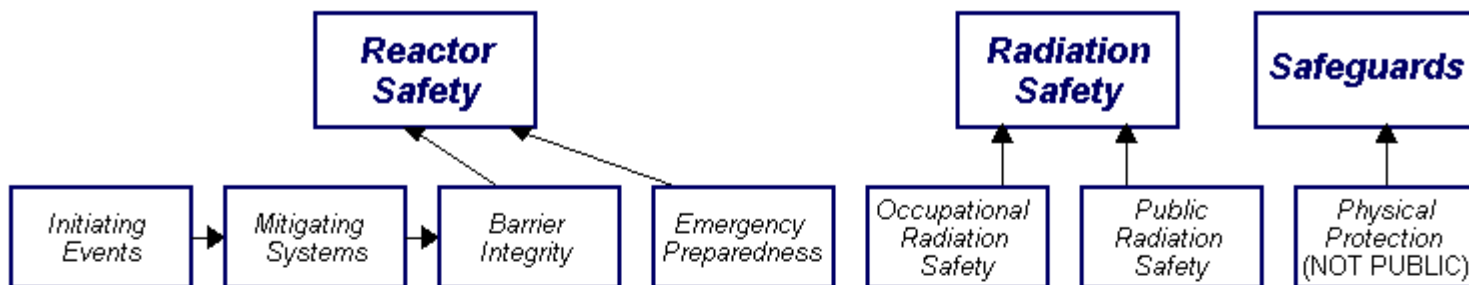 Reactor
Safety
Radiation
Safety
Safeguards
Initiating
Events
Mitigating
Systems
Barrier
Integrity
Emergency
Preparedness
Occupational
Radiation
Safety
Public
Radiation
Safety
Physical
Protection
(NOT PUBLIC)